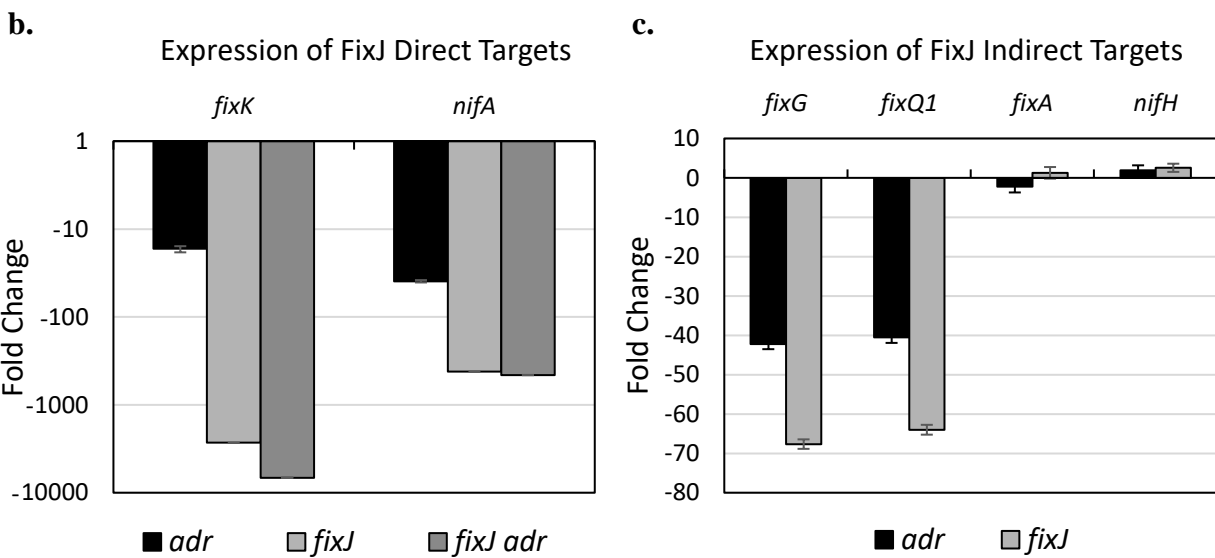 b.
Expression of FixJ Direct Targets
fixK nifA
1
-10
-100
-1000
-10000
Fold Change
adr fixJ fixJ adr
c.
Expression of FixJ Indirect Targets
fixG fixQ1 fixA nifH
10
0
-10
-20
-30
-40
-50
-60
-70
-80
Fold Change
adr fixJ